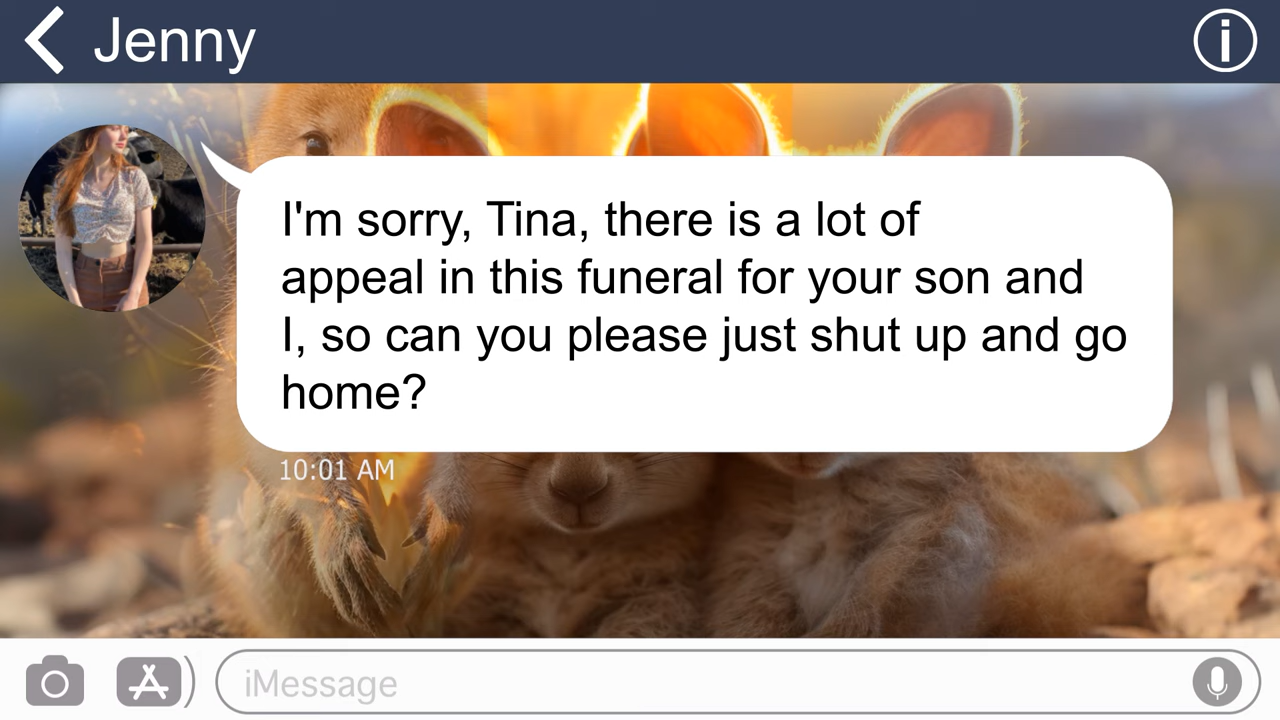 Jenny
I'm sorry, Tina, there is a lot of
appeal in this funeral for your son and
I, so can you please just shut up and go
home?
10:01 AM
iMessage